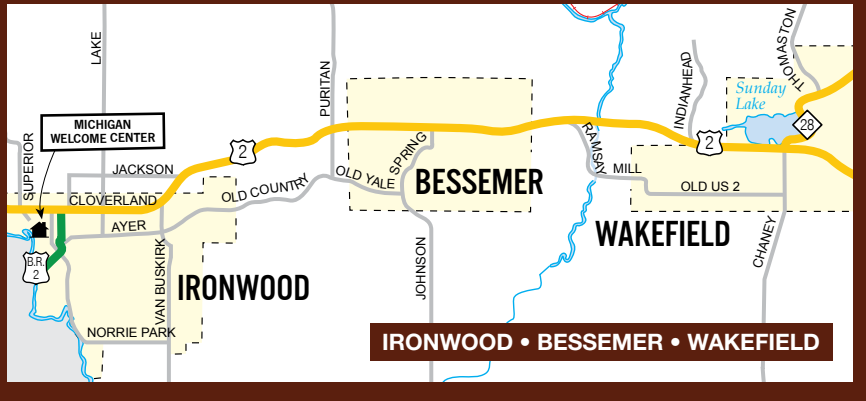 LAKE
PURITAN
INDIANHEAD
THOMASTON
Sunday
Lake
28
MICHIGAN
WELCOME CENTER
SUPERIOR
2
2
SPRING
RAMSAY
JACKSON
CLOVERLAND
OLD COUNTRY
OLD YALE
BESSEMER
MILL
OLD US 2
AYER
WAKEFIELD
CHANEY
B.R.
2
VAN BUSKIRK
IRONWOOD
JOHNSON
NORRIE PARK
IRONWOOD • BESSEMER • WAKEFIELD